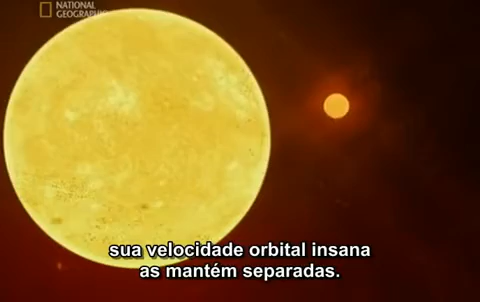 NATIONAL
GEOGRAPHIC
sua velocidade orbital insana
as mantém separadas.